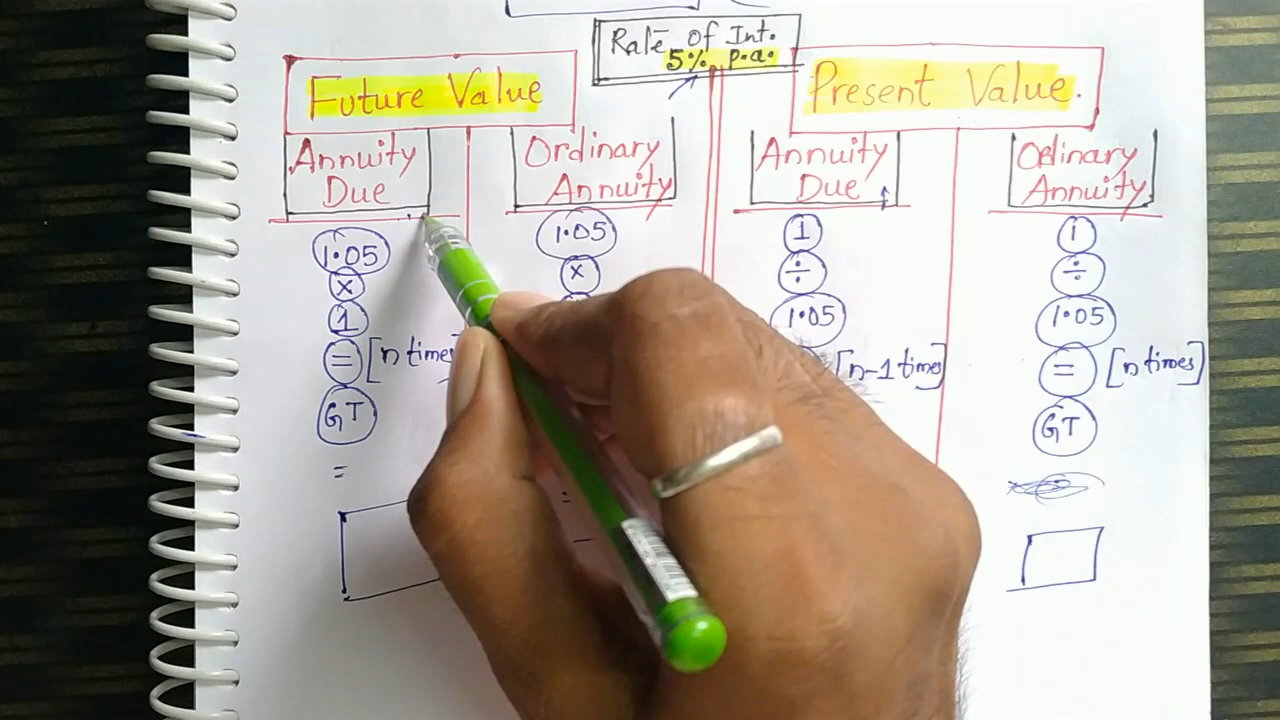 Rate of Int.
5% p.a.
Future Value
Present Value.
Annuity
Due
Ordinary
Annuity
Annuity
Due
Ordinary
Annuity
1.05
x
1
= [n times]
GT
=
1.05
x
1
÷
1.05
[n-1 times]
1
÷
1.05
= [n times]
GT